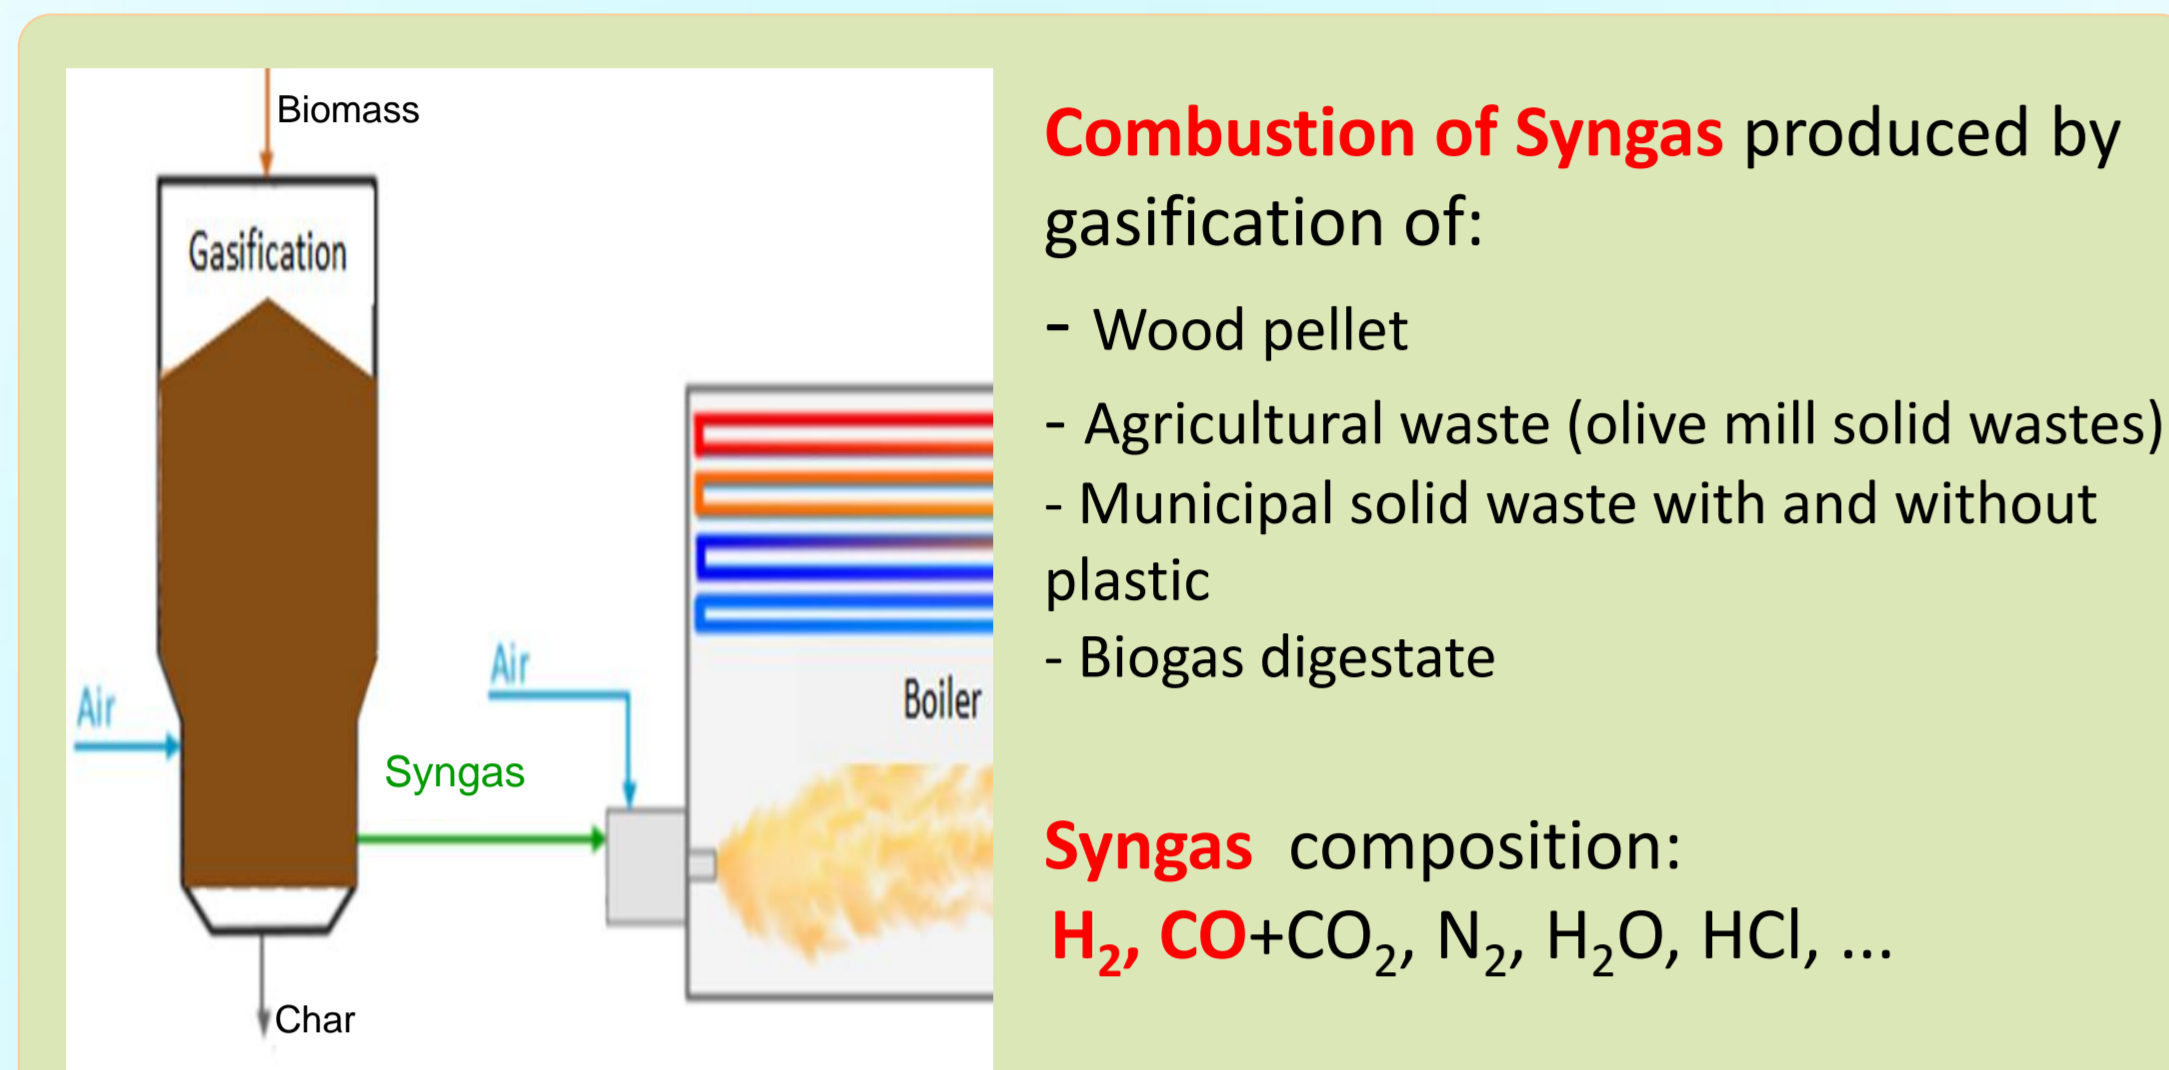 Biomass
Gasification
Air
Air
Syngas
Boiler
Char
Combustion of Syngas produced by
gasification of:
- Wood pellet
- Agricultural waste (olive mill solid wastes)
- Municipal solid waste with and without
plastic
- Biogas digestate
Syngas composition:
H₂, CO+CO₂, N₂, H₂O, HCl, ...